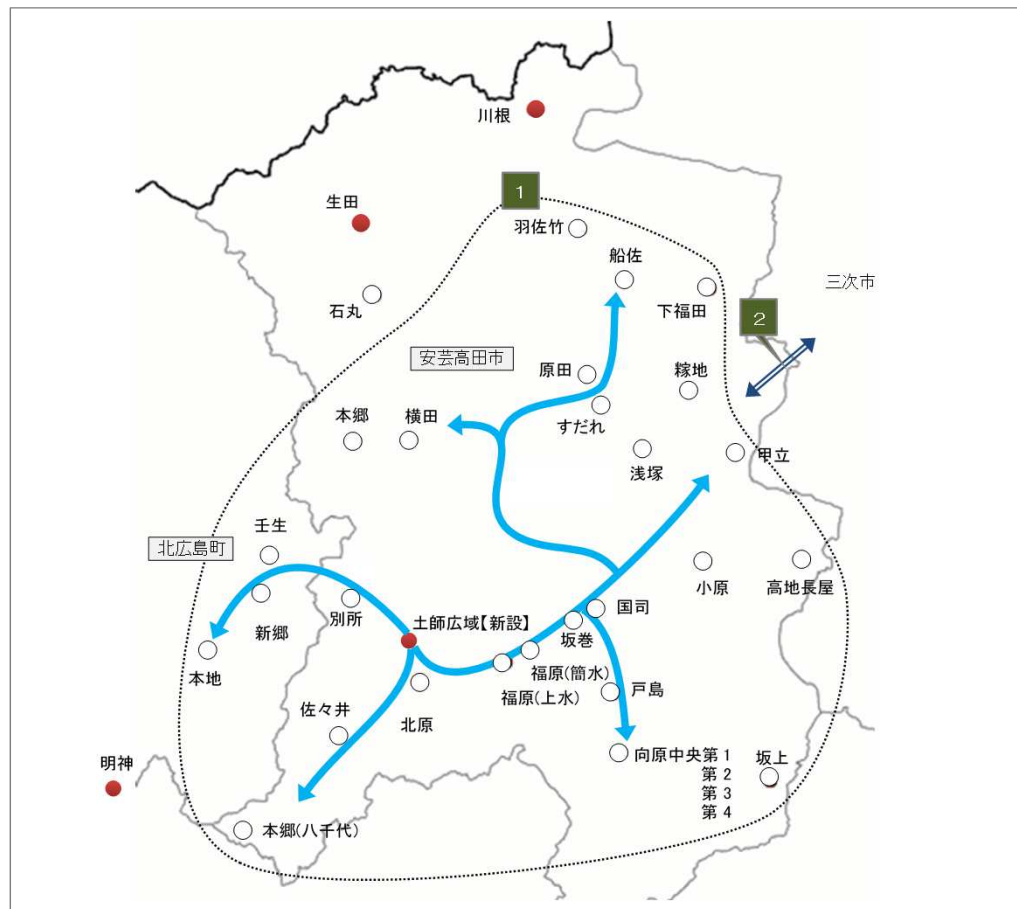 川根
1
生田
羽佐竹
船佐
三次市
石丸
下福田
2
安芸高田市
原田
糘地
本郷
横田
すだれ
浅塚
甲立
壬生
北広島町
小原
高地長屋
新郷
別所
国司
土師広域【新設】
坂巻
本地
福原(簡水)
福原(上水)
戸島
北原
佐々井
明神
向原中央第1
第2
第3
第4
坂上
本郷(八千代)